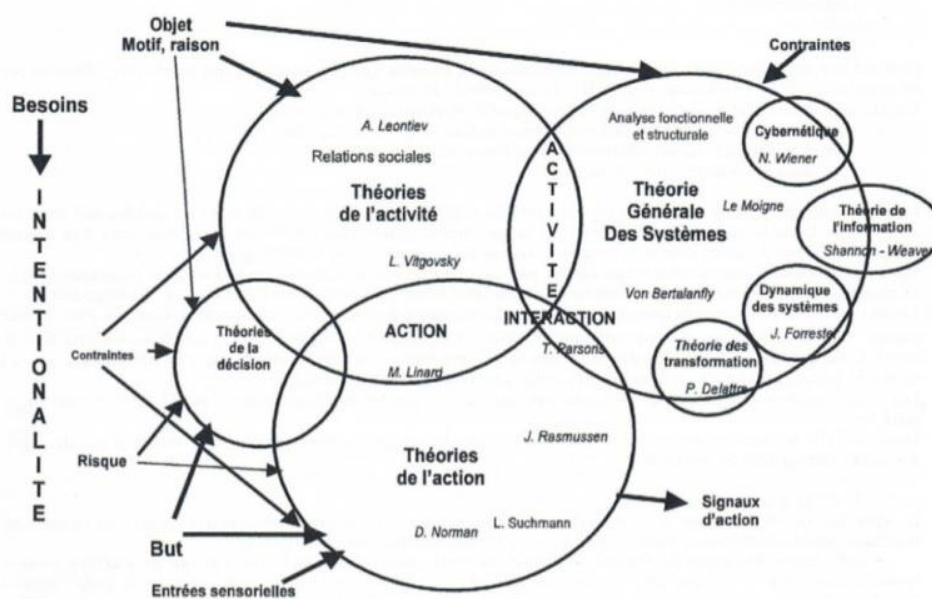 Objet
Motif, raison
Contraintes
Besoins
INTENTIONALITE
A. Leontiev
Relations sociales
Théories
de l'activité
L. Vitgovsky
ACTIVITE
Analyse fonctionnelle
et structurale
Cybernétique
N. Wiener
Théorie
Générale
Des Systèmes
Le Moigne
Théorie de
l'information
Shannon - Weaver
Von Bertalanfly
Dynamique
des systèmes
J. Forrester
Théorie des
transformation
P. Delattre
Théories
de la
décision
ACTION
M. Linard
INTERACTION
T. Parsons
Contraintes
Risque
J. Rasmussen
Théories
de l'action
D. Norman
L. Suchmann
Signaux
d'action
But
Entrées sensorielles